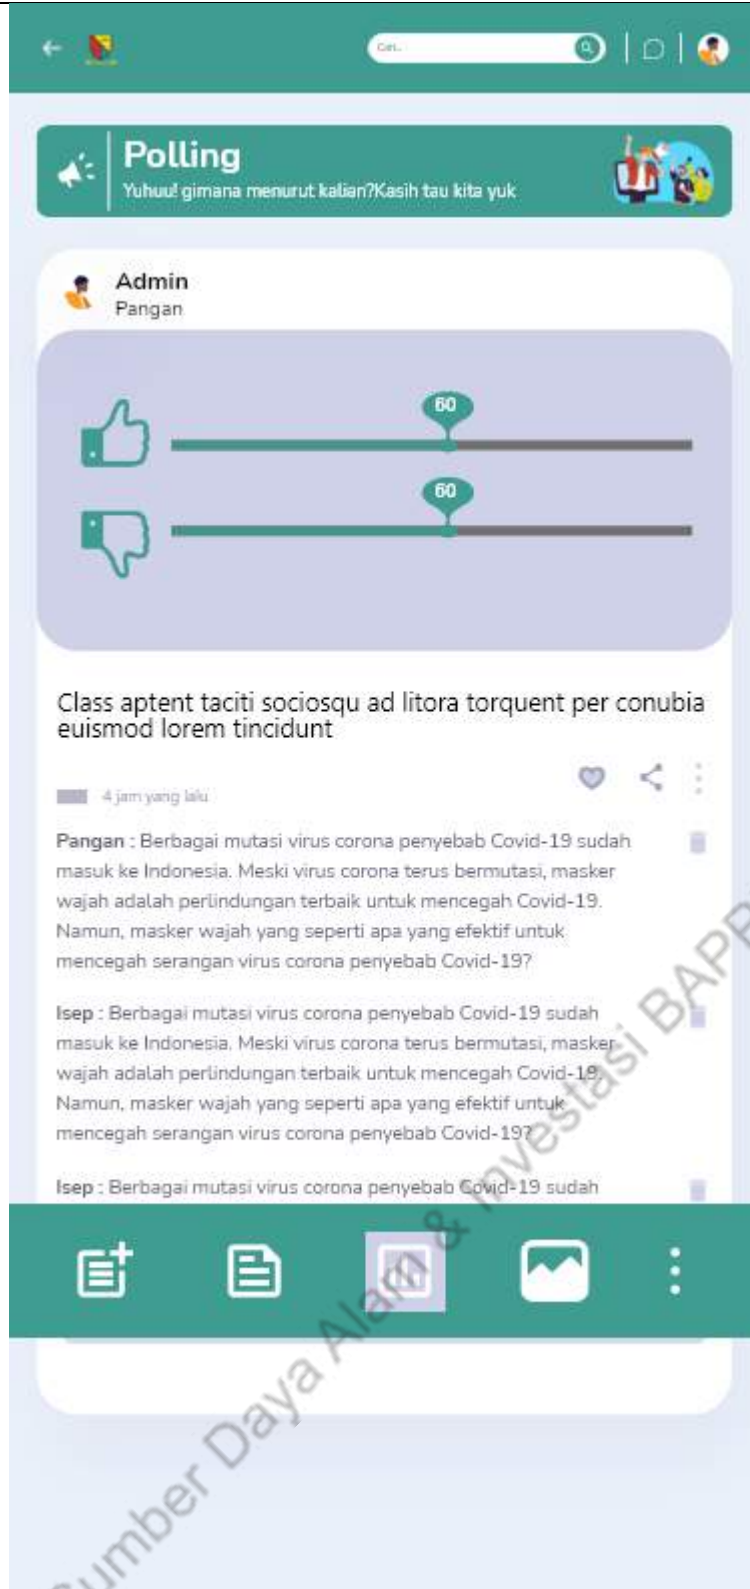 Cari..
Polling
Yuhuu! gimana menurut kalian?Kasih tau kita yuk
Admin
Pangan
60
60
Class aptent taciti sociosqu ad litora torquent per conubia
euismod lorem tincidunt
4 jam yang lalu
Pangan : Berbagai mutasi virus corona penyebab Covid-19 sudah
masuk ke Indonesia. Meski virus corona terus bermutasi, masker
wajah adalah perlindungan terbaik untuk mencegah Covid-19.
Namun, masker wajah yang seperti apa yang efektif untuk
mencegah serangan virus corona penyebab Covid-19?
Isep : Berbagai mutasi virus corona penyebab Covid-19 sudah
masuk ke Indonesia. Meski virus corona terus bermutasi, masker
wajah adalah perlindungan terbaik untuk mencegah Covid-19.
Namun, masker wajah yang seperti apa yang efektif untuk
mencegah serangan virus corona penyebab Covid-19?
Isep : Berbagai mutasi virus corona penyebab Covid-19 sudah
Sumber Daya Alam & Investasi BAPP